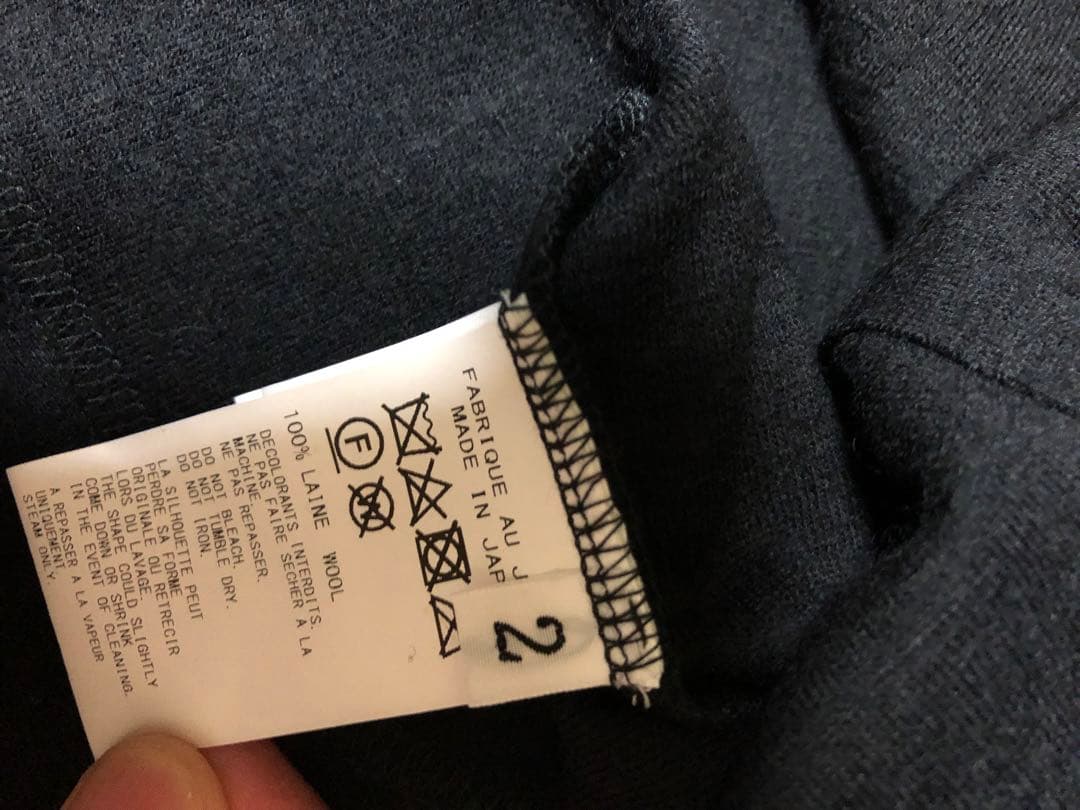 FABRIQUE AU J
MADE IN JAP
2
F
W
100% LAINE WOOL
DECOLORANTS INTERDITS.
NE PAS FAIRE SECHER A LA
MACHINE.
NE PAS REPASSER.
DO NOT BLEACH.
DO NOT TUMBLE DRY.
DO NOT IRON.
LA SILHOUETTE PEUT
PERDRE SA FORME
ORIGINALE OU RETRECIR
LORS DU LAVAGE.
THE SHAPE COULD SLIGHTLY
COME DOWN OR SHRINK
IN THE EVENT OF CLEANING.
A REPASSER A LA VAPEUR
UNIQUEMENT.
STEAM ONLY.